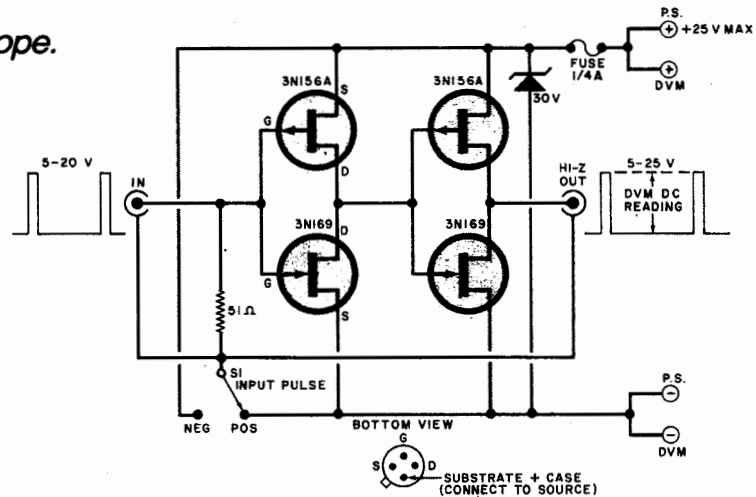 ope.
P.S.
+25 V MAX
FUSE
1/4A
DVM
3N156A
3N156A
S
G
D
30V
IN
5-20 V
HI-Z
OUT
5-25 V
DVM DC
READING
3N169
3N169
D
G
S
51Ω
S1
INPUT PULSE
NEG
POS
P.S.
DVM
BOTTOM VIEW
G
S
D
SUBSTRATE + CASE
(CONNECT TO SOURCE)